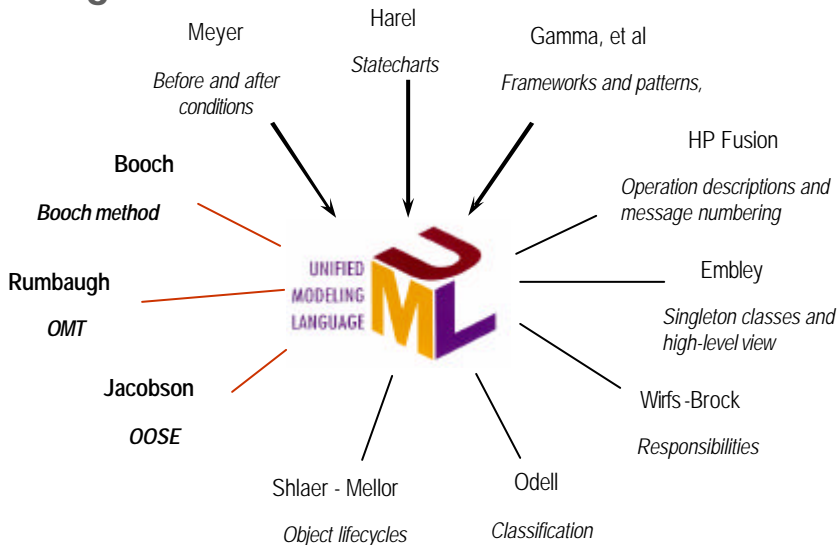 Meyer
Before and after
conditions
Harel
Statecharts
Gamma, et al
Frameworks and patterns,
HP Fusion
Operation descriptions and
message numbering
Booch
Booch method
Embley
Singleton classes and
high-level view
Rumbaugh
OMT
UNIFIED
MODELING
LANGUAGE
UML
Wirfs -Brock
Responsibilities
Jacobson
OOSE
Shlaer - Mellor
Object lifecycles
Odell
Classification